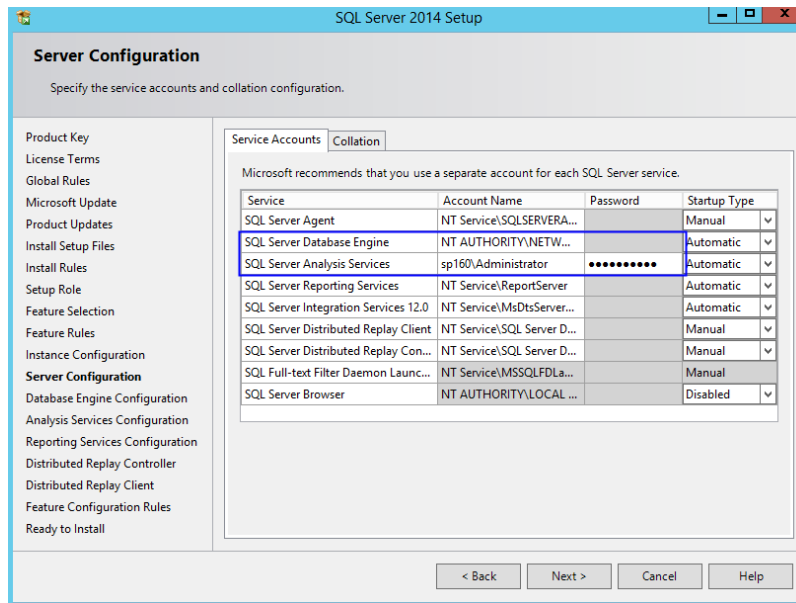 SQL Server 2014 Setup
Server Configuration
Specify the service accounts and collation configuration.
Product Key
License Terms
Global Rules
Microsoft Update
Product Updates
Install Setup Files
Install Rules
Setup Role
Feature Selection
Feature Rules
Instance Configuration
Server Configuration
Database Engine Configuration
Analysis Services Configuration
Reporting Services Configuration
Distributed Replay Controller
Distributed Replay Client
Feature Configuration Rules
Ready to Install
Service Accounts Collation
Microsoft recommends that you use a separate account for each SQL Server service.
Service Account Name Password Startup Type
SQL Server Agent NT Service\SQLSERVERA... Manual
SQL Server Database Engine NT AUTHORITY\NETW... Automatic
SQL Server Analysis Services sp160\Administrator ●●●●●●●●●● Automatic
SQL Server Reporting Services NT Service\ReportServer Automatic
SQL Server Integration Services 12.0 NT Service\MsDtsServer... Automatic
SQL Server Distributed Replay Client NT Service\SQL Server D... Manual
SQL Server Distributed Replay Con... NT Service\SQL Server D... Manual
SQL Full-text Filter Daemon Launc... NT Service\MSSQLFDLa... Manual
SQL Server Browser NT AUTHORITY\LOCAL ... Disabled
< Back Next > Cancel Help